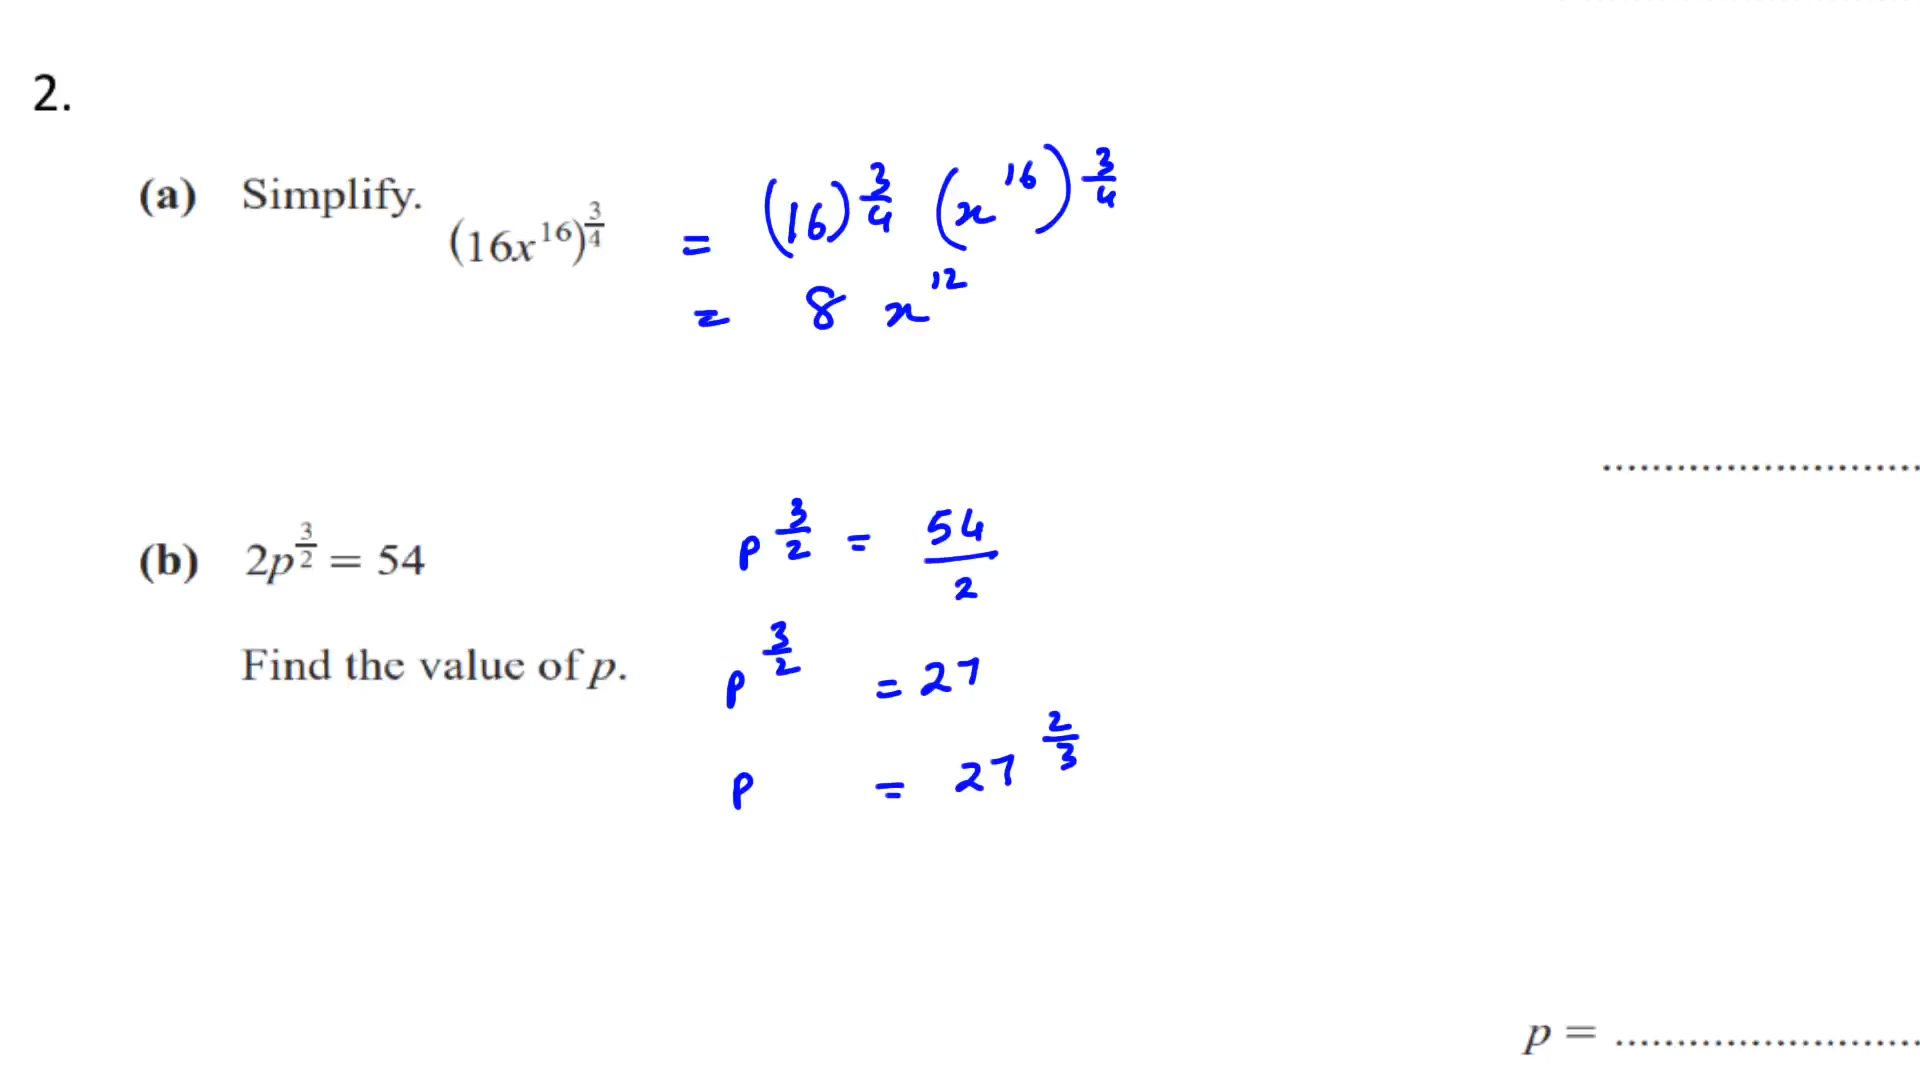 2.
(a) Simplify.
(16x^16)^(3/4) = (16)^(3/4) (x^16)^(3/4)
= 8 x^12
(b) 2p^(3/2) = 54
p^(3/2) = 54/2
Find the value of p.
p^(3/2) = 27
p = 27^(2/3)
p = ..........................